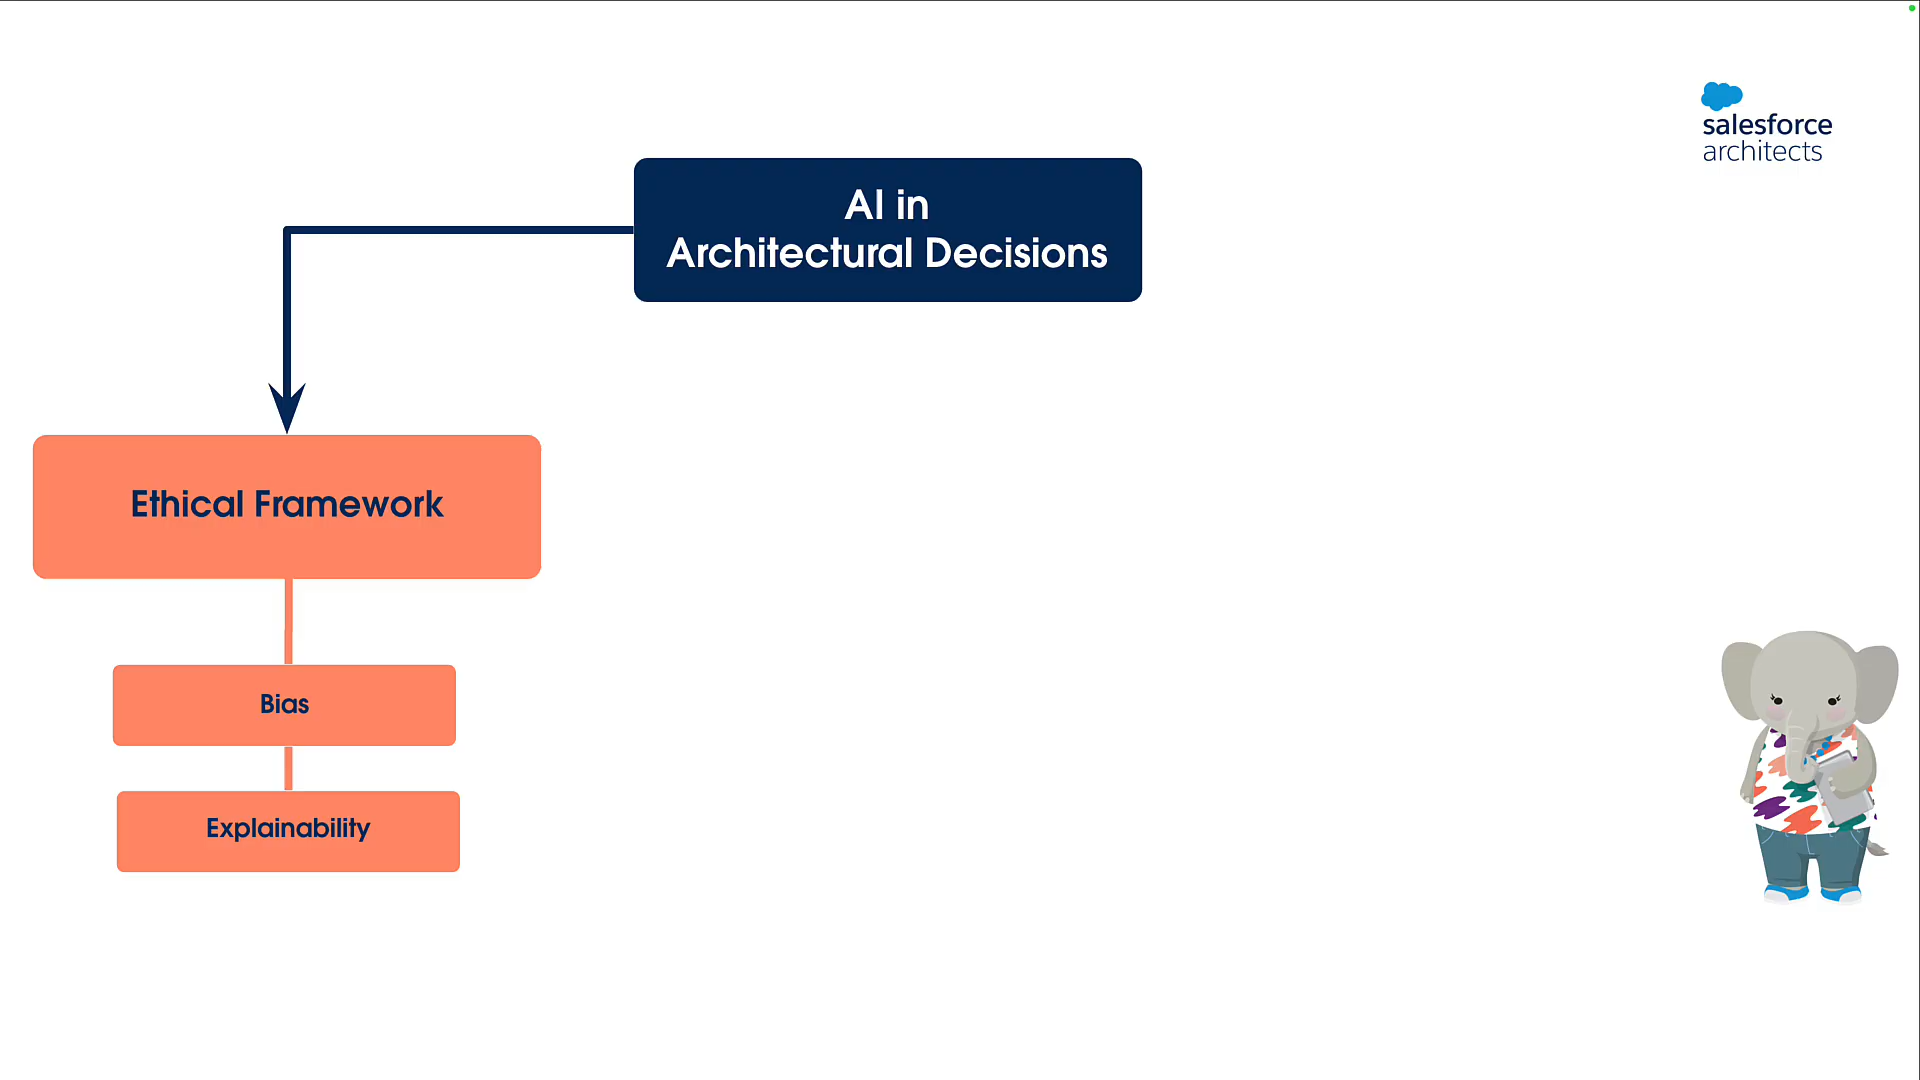 salesforce
architects
AI in
Architectural Decisions
Ethical Framework
Bias
Explainability